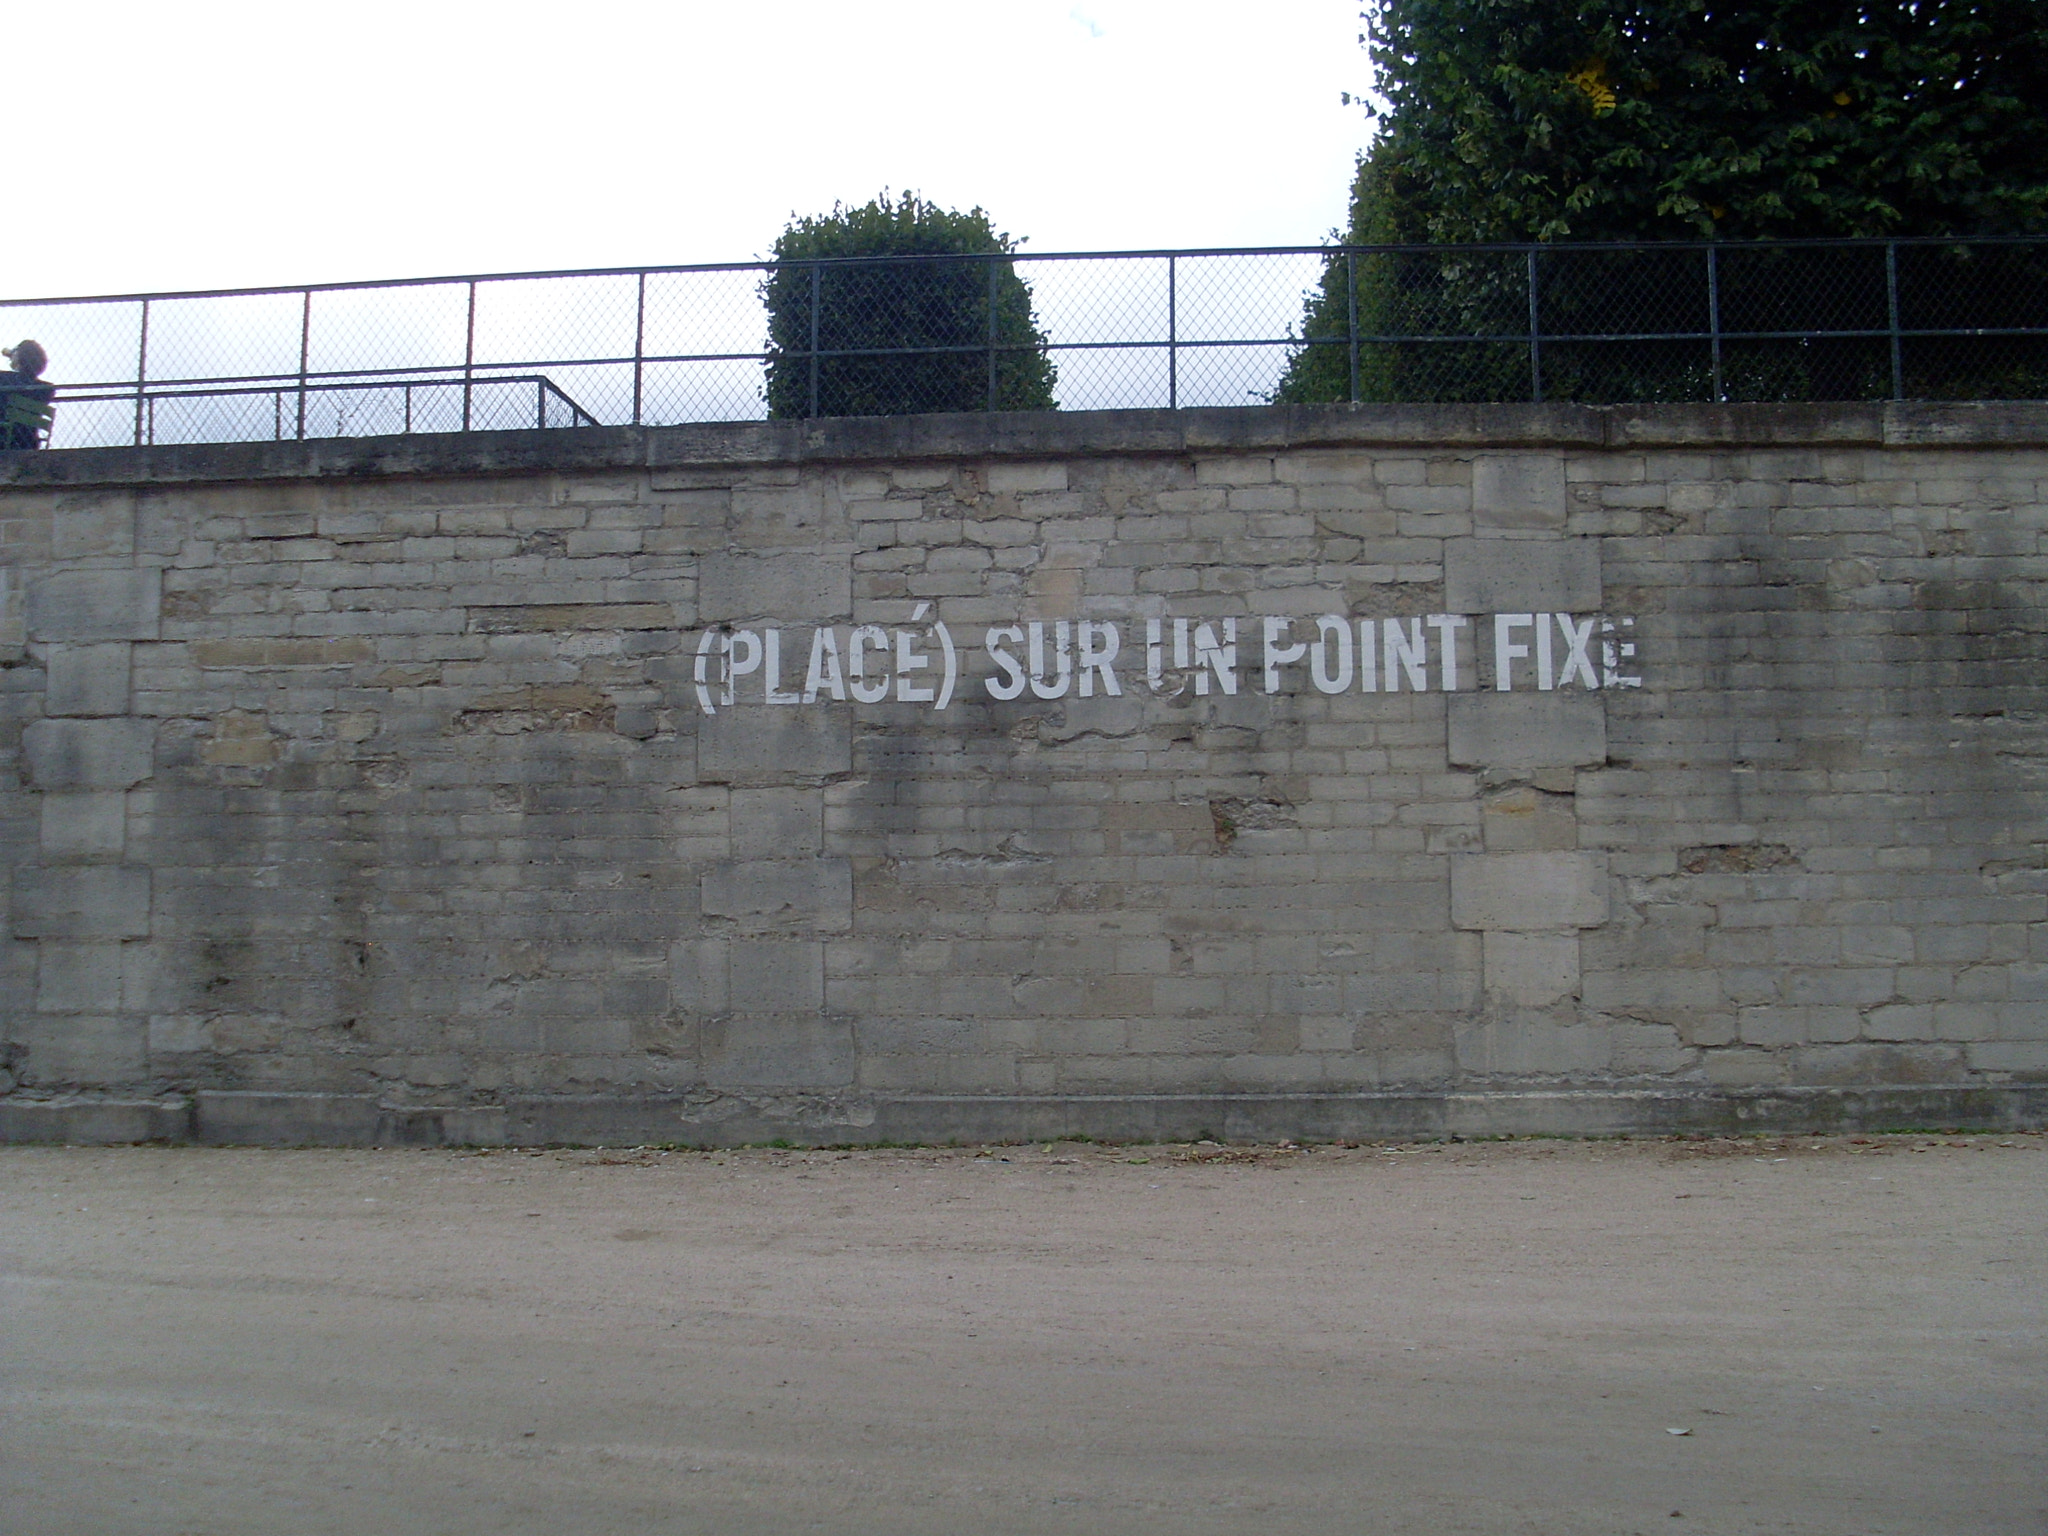 (PLACÉ) SUR UN POINT FIXE